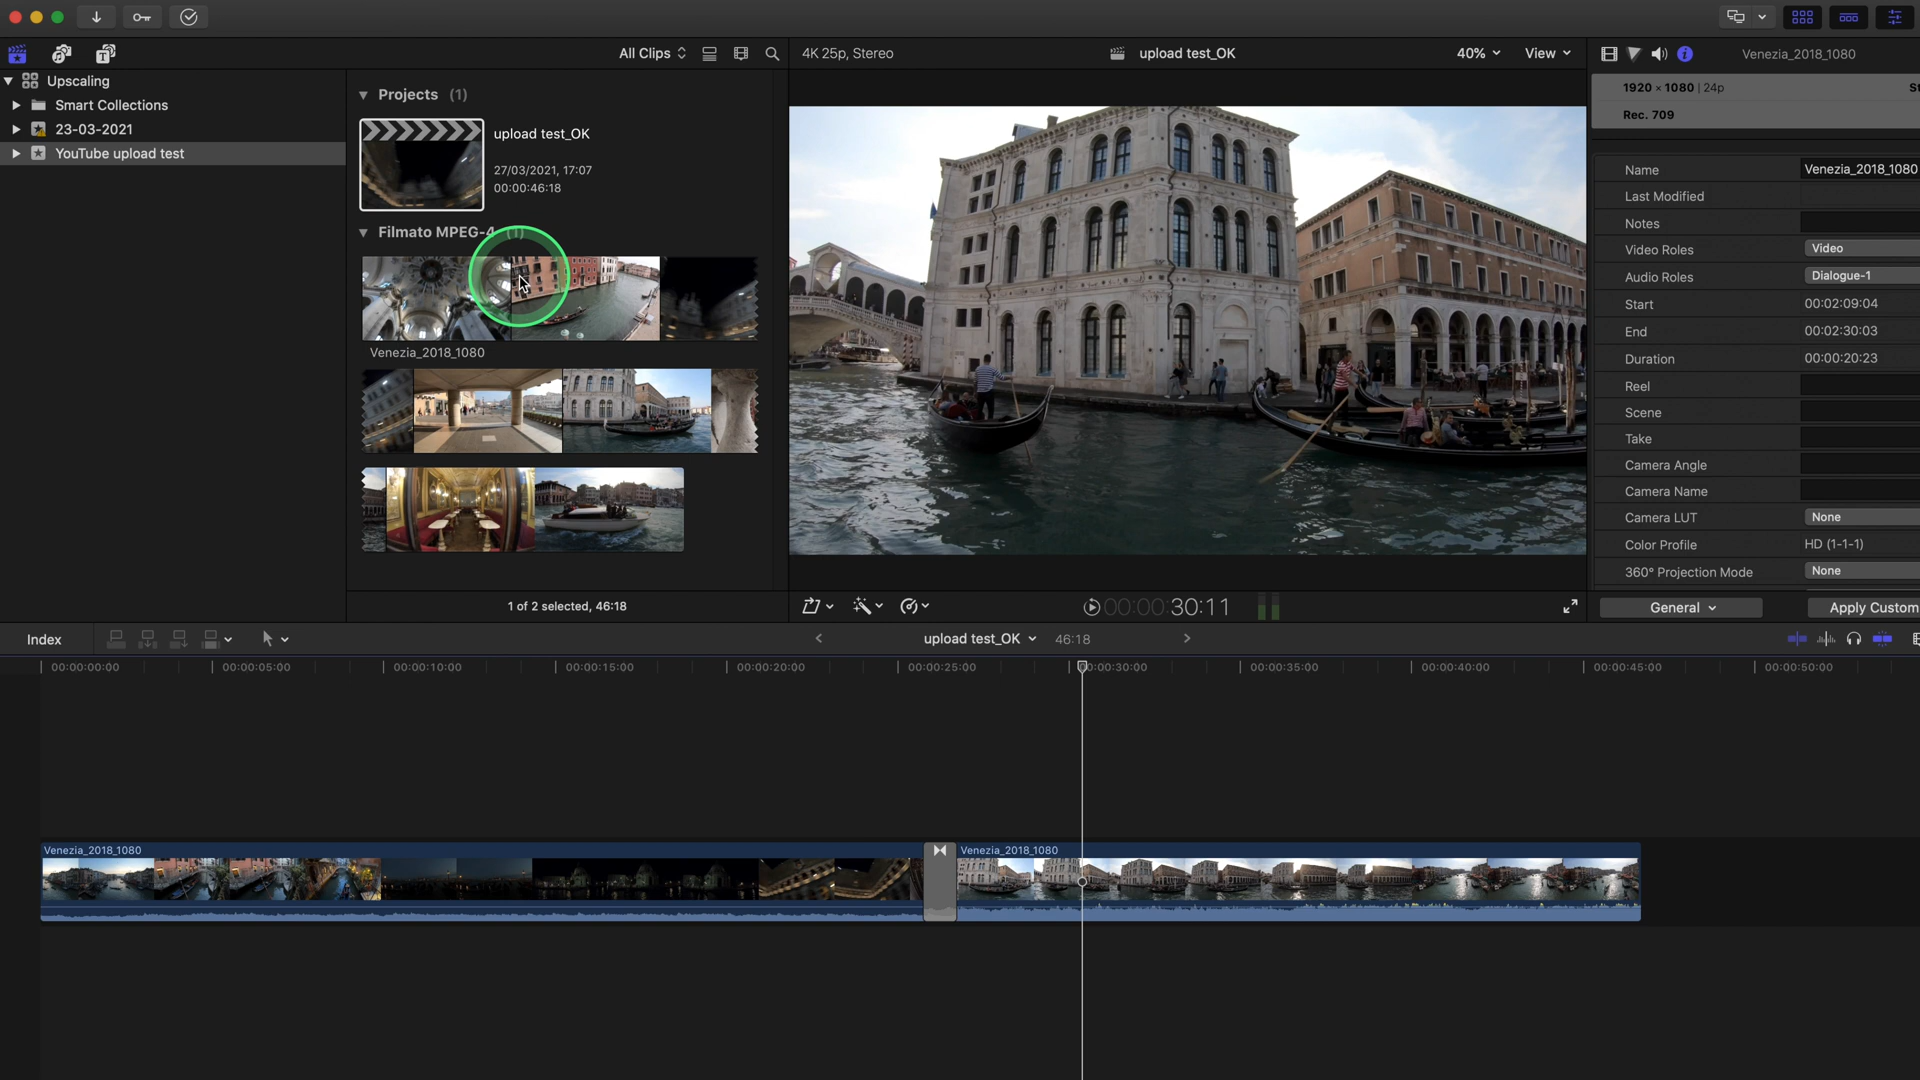 All Clips
4K 25p, Stereo
upload test_OK
40%
View
Venezia_2018_1080
Upscaling
Smart Collections
23-03-2021
YouTube upload test
Projects (1)
upload test_OK
27/03/2021, 17:07
00:00:46:18
Filmato MPEG-4 (1)
Venezia_2018_1080
1 of 2 selected, 46:18
00:00:30:11
1920 × 1080 | 24p
St
Rec. 709
Name Venezia_2018_1080
Last Modified
Notes
Video Roles Video
Audio Roles Dialogue-1
Start 00:02:09:04
End 00:02:30:03
Duration 00:00:20:23
Reel
Scene
Take
Camera Angle
Camera Name
Camera LUT None
Color Profile HD (1-1-1)
360° Projection Mode None
General
Apply Custom
Index
upload test_OK 46:18
00:00:00:00 00:00:05:00 00:00:10:00 00:00:15:00 00:00:20:00 00:00:25:00 00:00:30:00 00:00:35:00 00:00:40:00 00:00:45:00 00:00:50:00
Venezia_2018_1080
Venezia_2018_1080